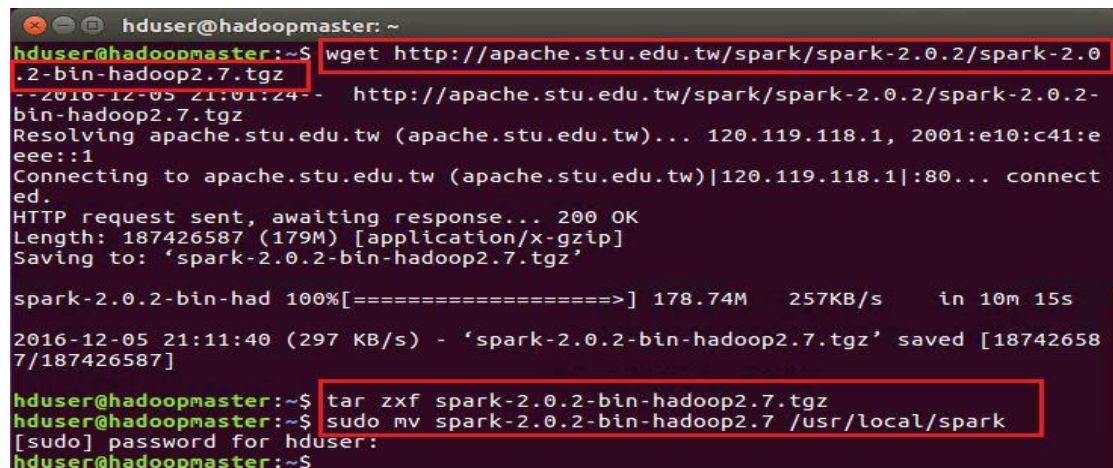 hduser@hadoopmaster: ~
hduser@hadoopmaster:~$ wget http://apache.stu.edu.tw/spark/spark-2.0.2/spark-2.0
.2-bin-hadoop2.7.tgz
--2016-12-05 21:01:24--  http://apache.stu.edu.tw/spark/spark-2.0.2/spark-2.0.2-
bin-hadoop2.7.tgz
Resolving apache.stu.edu.tw (apache.stu.edu.tw)... 120.119.118.1, 2001:e10:c41:e
eee::1
Connecting to apache.stu.edu.tw (apache.stu.edu.tw)|120.119.118.1|:80... connect
ed.
HTTP request sent, awaiting response... 200 OK
Length: 187426587 (179M) [application/x-gzip]
Saving to: ‘spark-2.0.2-bin-hadoop2.7.tgz’
spark-2.0.2-bin-had 100%[===================>] 178.74M   257KB/s    in 10m 15s
2016-12-05 21:11:40 (297 KB/s) - ‘spark-2.0.2-bin-hadoop2.7.tgz’ saved [18742658
7/187426587]
hduser@hadoopmaster:~$ tar zxf spark-2.0.2-bin-hadoop2.7.tgz
hduser@hadoopmaster:~$ sudo mv spark-2.0.2-bin-hadoop2.7 /usr/local/spark
[sudo] password for hduser:
hduser@hadoopmaster:~$